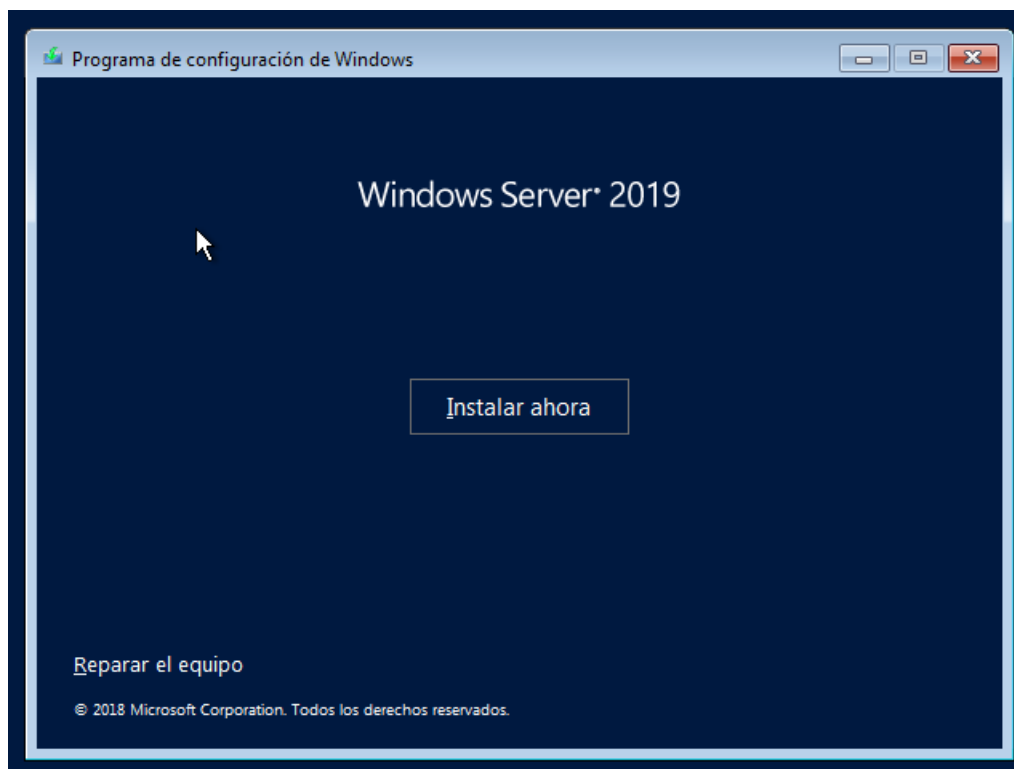 Programa de configuración de Windows
Windows Server® 2019
Instalar ahora
Reparar el equipo
© 2018 Microsoft Corporation. Todos los derechos reservados.